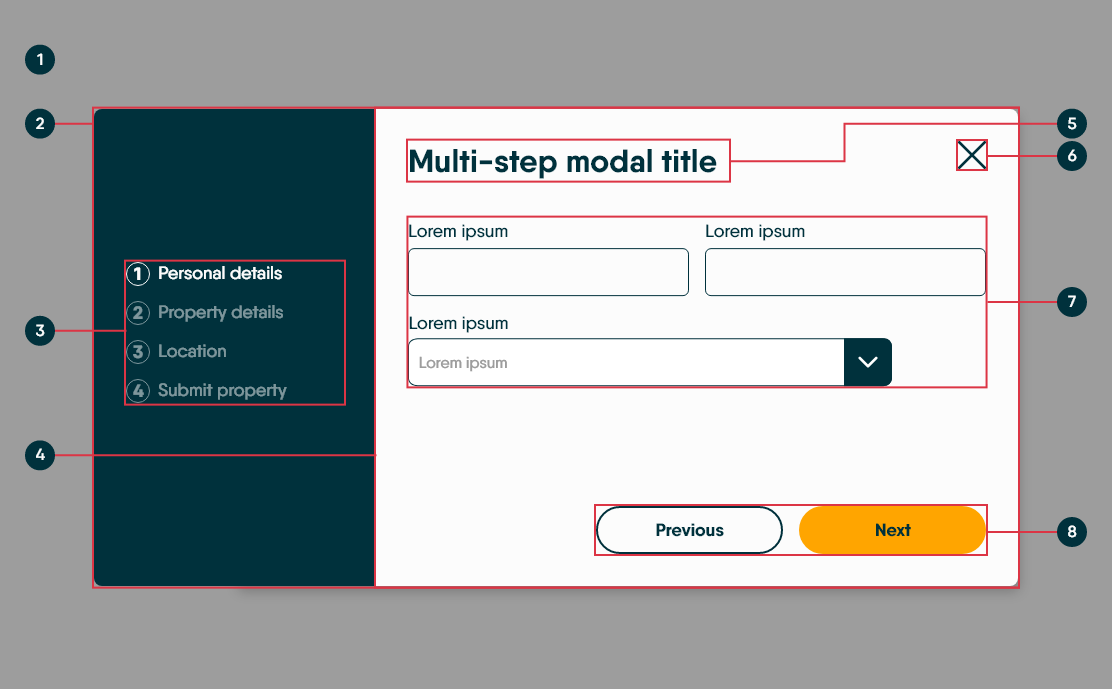 1
2
5
Multi-step modal title
6
Lorem ipsum Lorem ipsum
1 Personal details
2 Property details
7
3
Lorem ipsum
3 Location
Lorem ipsum
4 Submit property
4
Previous Next
8